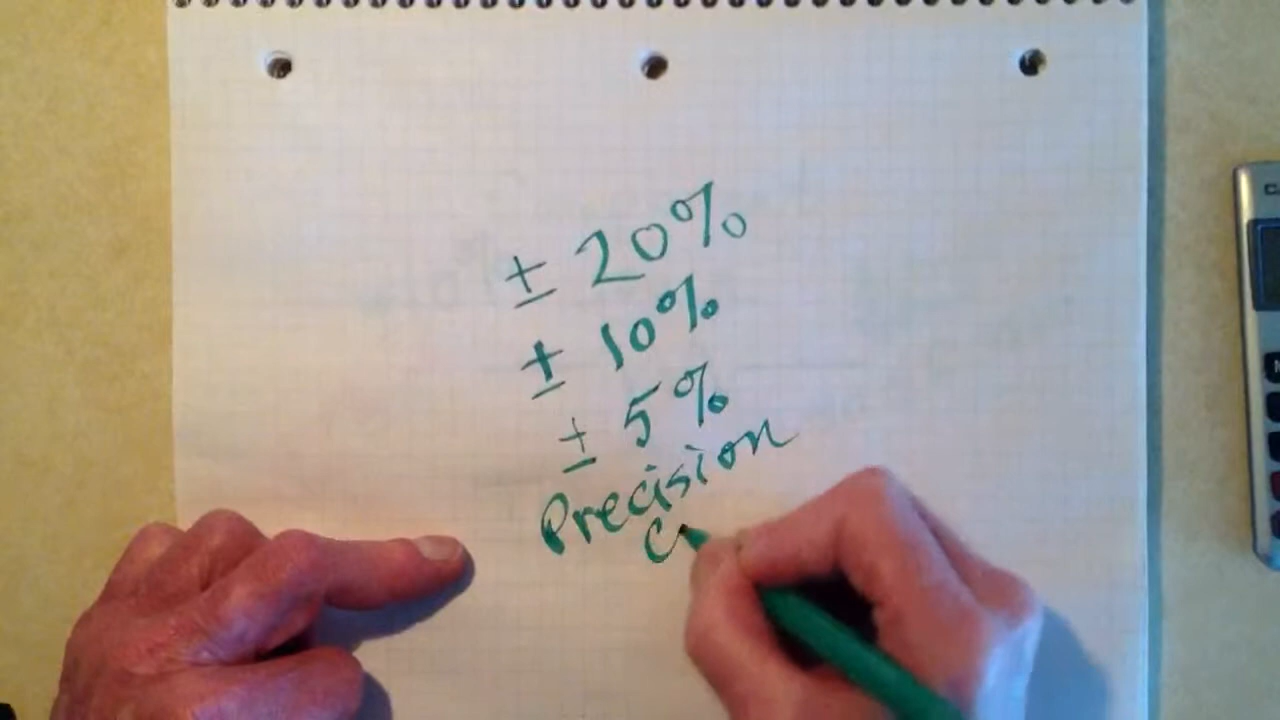 ± 20%
± 10%
± 5%
Precision
C